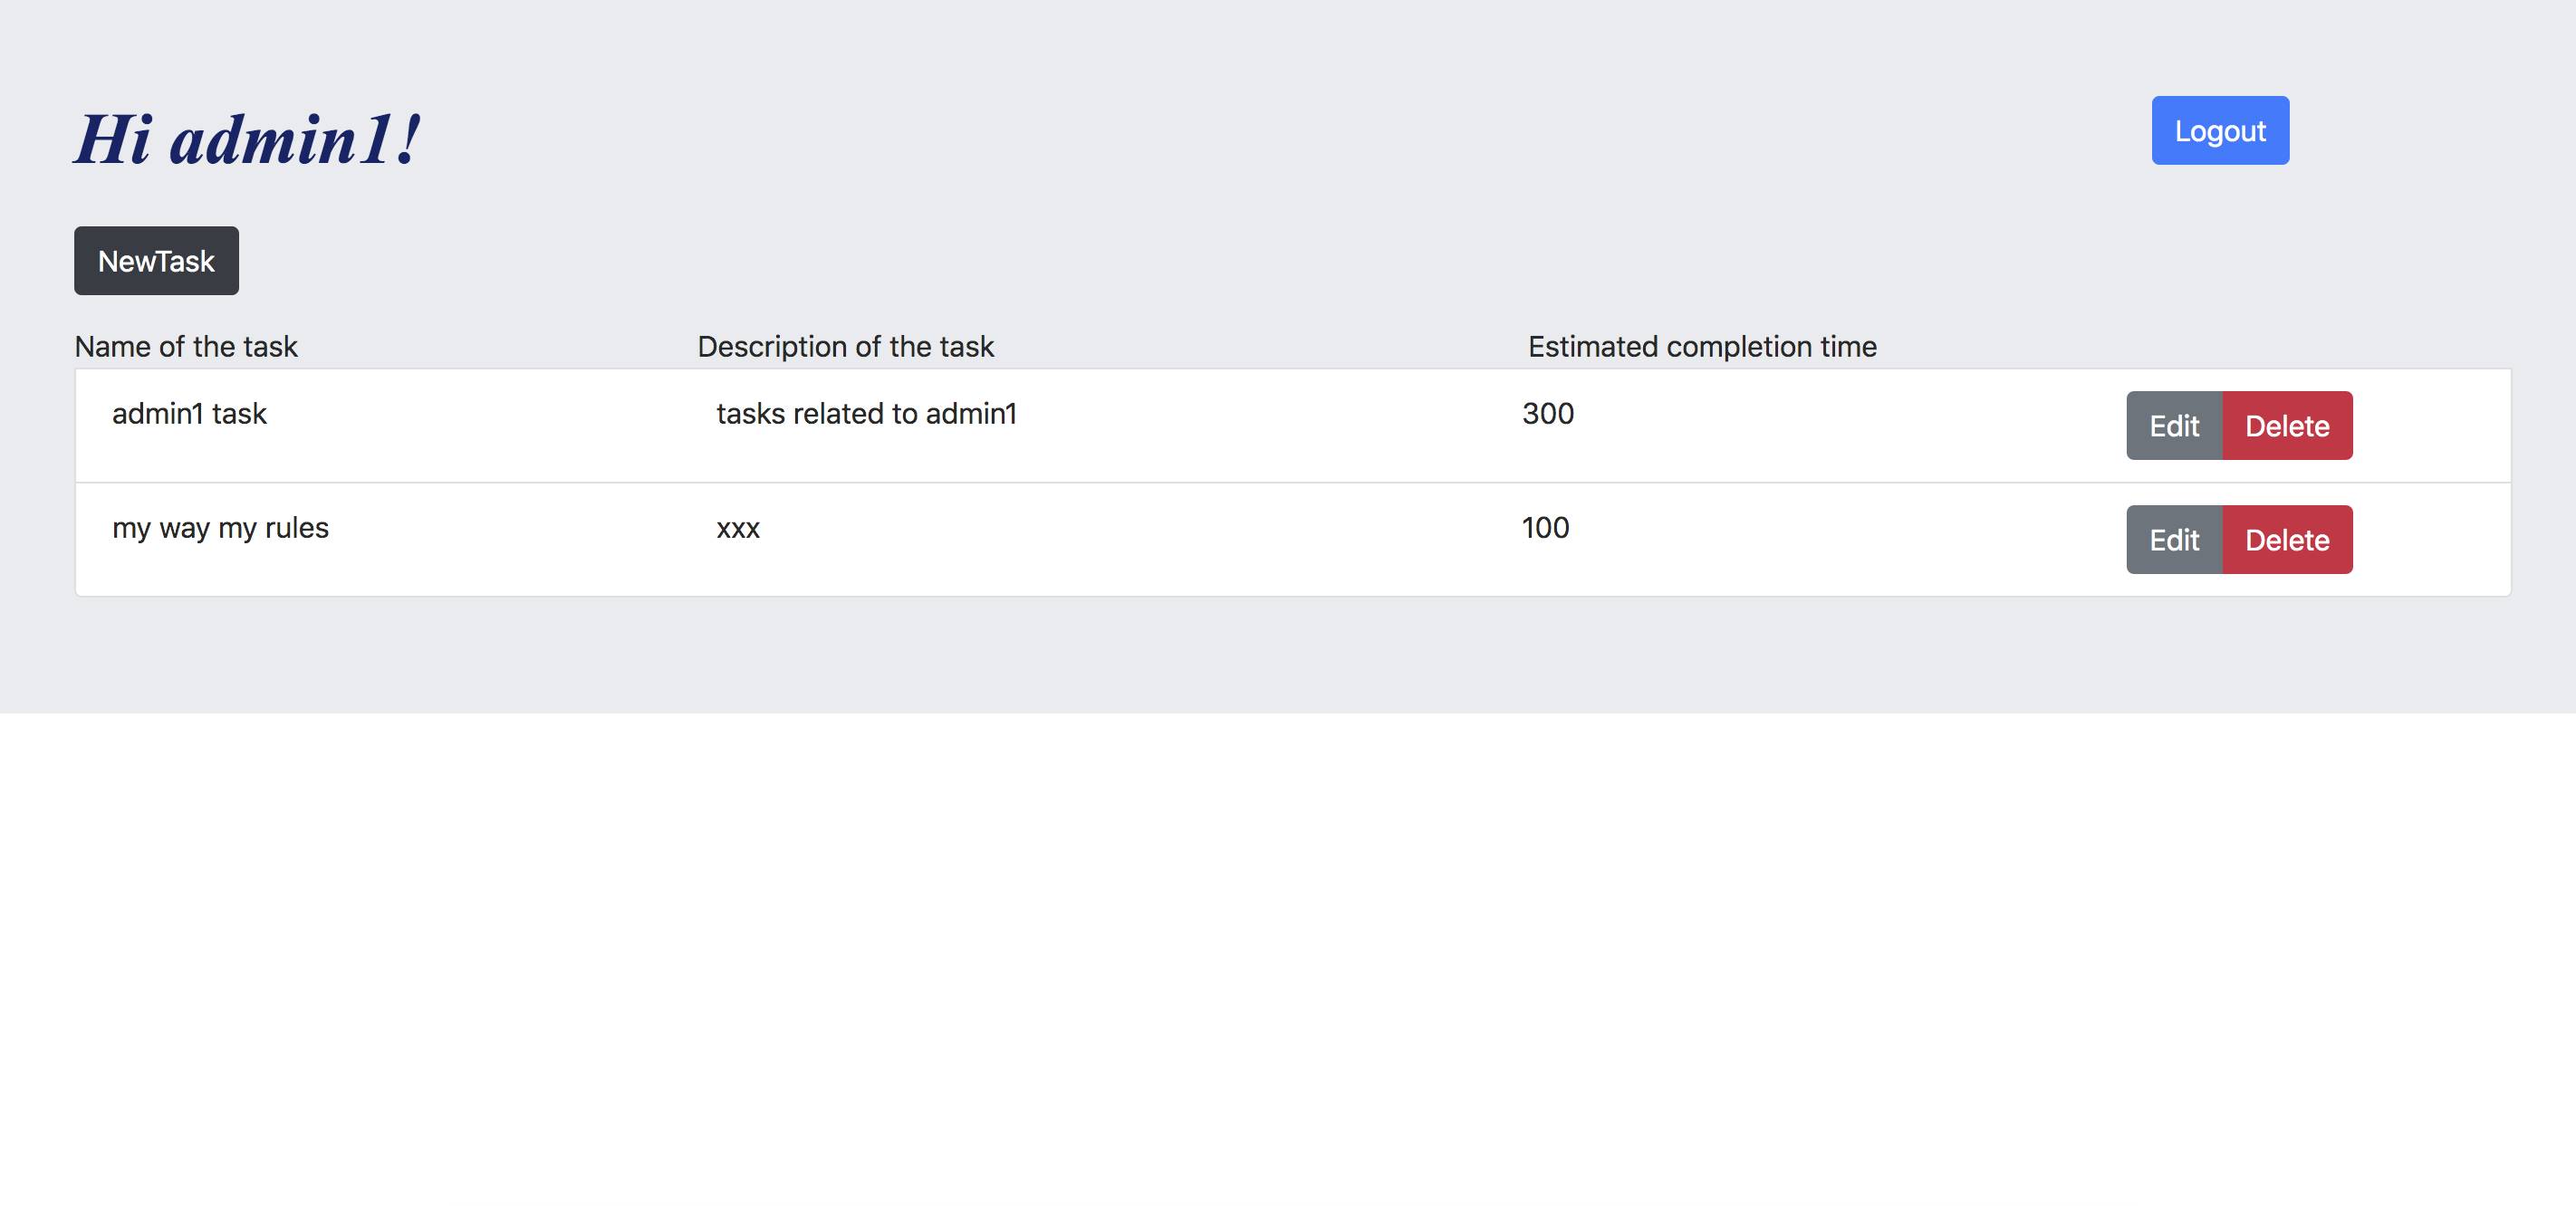 Hi admin1!
Logout
NewTask
Name of the task Description of the task Estimated completion time
admin1 task tasks related to admin1 300 Edit Delete
my way my rules xxx 100 Edit Delete